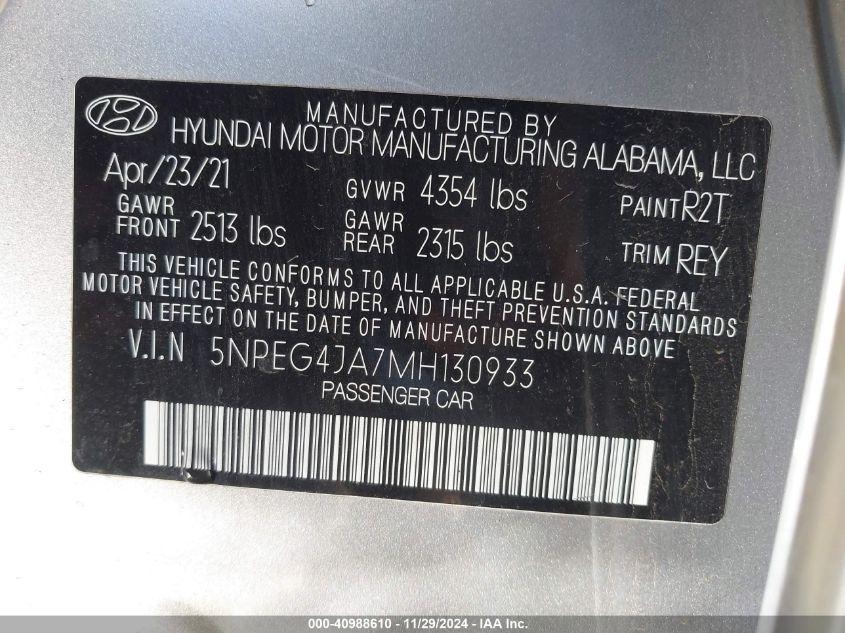 MANUFACTURED BY
HYUNDAI MOTOR MANUFACTURING ALABAMA, LLC
Apr/23/21 GVWR 4354 lbs PAINT R2T
GAWR FRONT 2513 lbs GAWR REAR 2315 lbs TRIM REY
THIS VEHICLE CONFORMS TO ALL APPLICABLE U.S.A. FEDERAL
MOTOR VEHICLE SAFETY, BUMPER, AND THEFT PREVENTION STANDARDS
IN EFFECT ON THE DATE OF MANUFACTURE SHOWN ABOVE
V.I.N 5NPEG4JA7MH130933
PASSENGER CAR
000-40988610 - 11/29/2024 - IAA Inc.